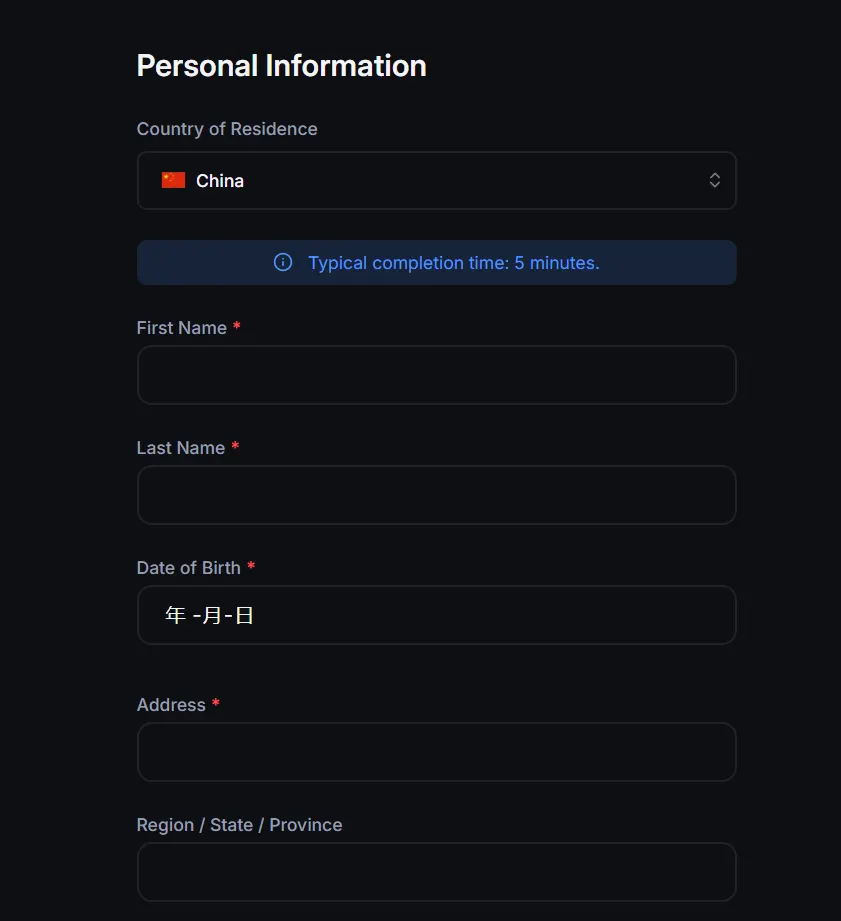 Personal Information
Country of Residence
China
Typical completion time: 5 minutes.
First Name *
Last Name *
Date of Birth *
年 -月-日
Address *
Region / State / Province